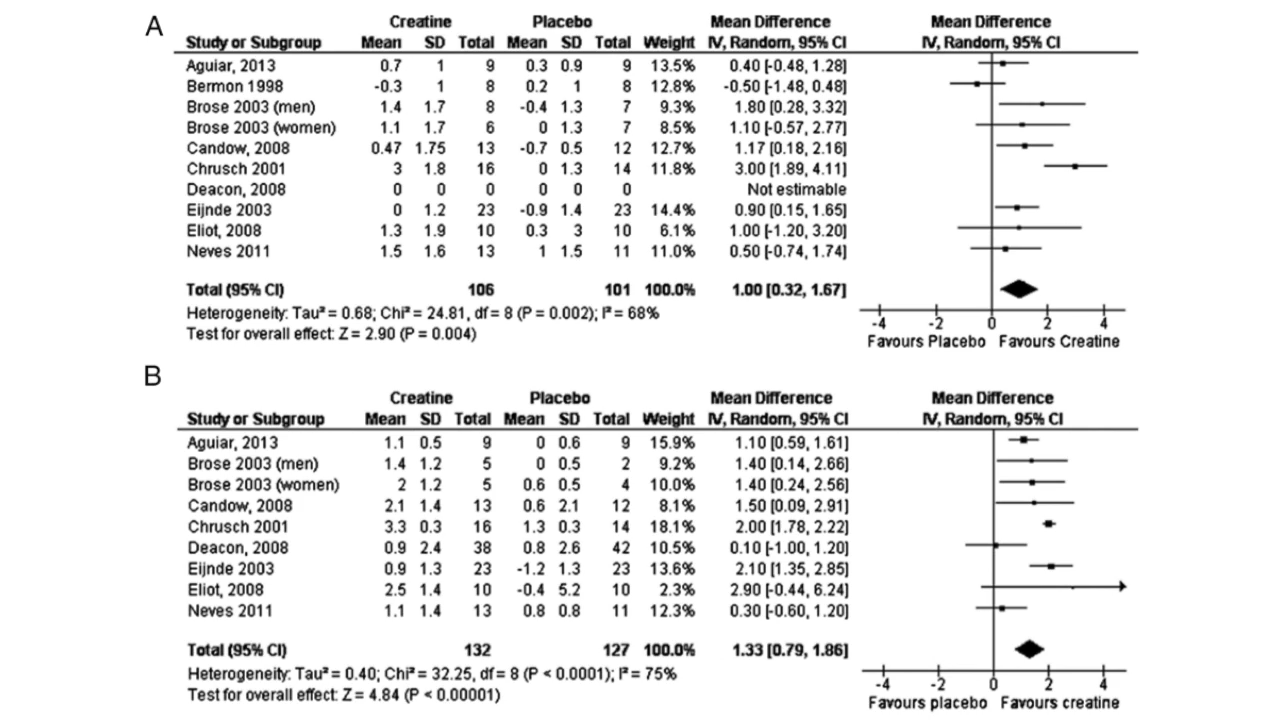 A
Creatine Placebo Mean Difference Mean Difference
Study or Subgroup Mean SD Total Mean SD Total Weight IV, Random, 95% CI IV, Random, 95% CI
Aguiar, 2013 0.7 1 9 0.3 0.9 9 13.5% 0.40 [-0.48, 1.28]
Bermon 1998 -0.3 1 8 0.2 1 8 12.8% -0.50 [-1.48, 0.48]
Brose 2003 (men) 1.4 1.7 8 -0.4 1.3 7 9.3% 1.80 [0.28, 3.32]
Brose 2003 (women) 1.1 1.7 6 0 1.3 7 8.5% 1.10 [-0.57, 2.77]
Candow, 2008 0.47 1.75 13 -0.7 0.5 12 12.7% 1.17 [0.18, 2.16]
Chrusch 2001 3 1.8 16 0 1.3 14 11.8% 3.00 [1.89, 4.11]
Deacon, 2008 0 0 0 0 0 0 Not estimable
Eijnde 2003 0 1.2 23 -0.9 1.4 23 14.4% 0.90 [0.15, 1.65]
Eliot, 2008 1.3 1.9 10 0.3 3 10 6.1% 1.00 [-1.20, 3.20]
Neves 2011 1.5 1.6 13 1 1.5 11 11.0% 0.50 [-0.74, 1.74]
Total (95% CI) 106 101 100.0% 1.00 [0.32, 1.67]
Heterogeneity: Tau² = 0.68; Chi² = 24.81, df = 8 (P = 0.002); I² = 68%
Test for overall effect: Z = 2.90 (P = 0.004)
-4 -2 0 2 4
Favours Placebo Favours Creatine
B
Creatine Placebo Mean Difference Mean Difference
Study or Subgroup Mean SD Total Mean SD Total Weight IV, Random, 95% CI IV, Random, 95% CI
Aguiar, 2013 1.1 0.5 9 0 0.6 9 15.9% 1.10 [0.59, 1.61]
Brose 2003 (men) 1.4 1.2 5 0 0.5 2 9.2% 1.40 [0.14, 2.66]
Brose 2003 (women) 2 1.2 5 0.6 0.5 4 10.0% 1.40 [0.24, 2.56]
Candow, 2008 2.1 1.4 13 0.6 2.1 12 8.1% 1.50 [0.09, 2.91]
Chrusch 2001 3.3 0.3 16 1.3 0.3 14 18.1% 2.00 [1.78, 2.22]
Deacon, 2008 0.9 2.4 38 0.8 2.6 42 10.5% 0.10 [-1.00, 1.20]
Eijnde 2003 0.9 1.3 23 -1.2 1.3 23 13.6% 2.10 [1.35, 2.85]
Eliot, 2008 2.5 1.4 10 -0.4 5.2 10 2.3% 2.90 [-0.44, 6.24]
Neves 2011 1.1 1.4 13 0.8 0.8 11 12.3% 0.30 [-0.60, 1.20]
Total (95% CI) 132 127 100.0% 1.33 [0.79, 1.86]
Heterogeneity: Tau² = 0.40; Chi² = 32.25, df = 8 (P < 0.0001); I² = 75%
Test for overall effect: Z = 4.84 (P < 0.00001)
-4 -2 0 2 4
Favours placebo Favours creatine